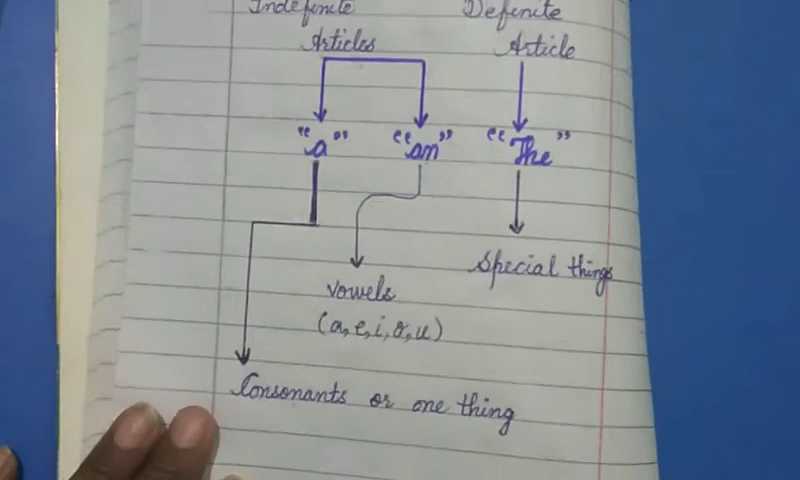 Indefinite Definite
Articles Article
"a" "an" "The"
Special things
vowels
(a, e, i, o, u)
Consonants or one thing